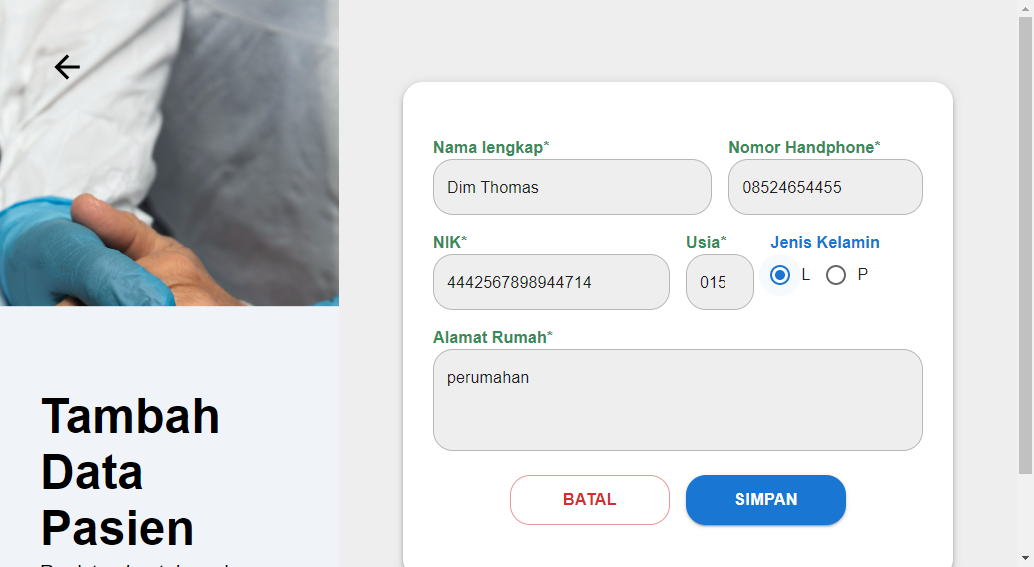 Nama lengkap*
Nomor Handphone*
Dim Thomas
08524654455
NIK*
Usia*
Jenis Kelamin
4442567898944714
015
L
P
Alamat Rumah*
perumahan
BATAL
SIMPAN
Tambah
Data
Pasien